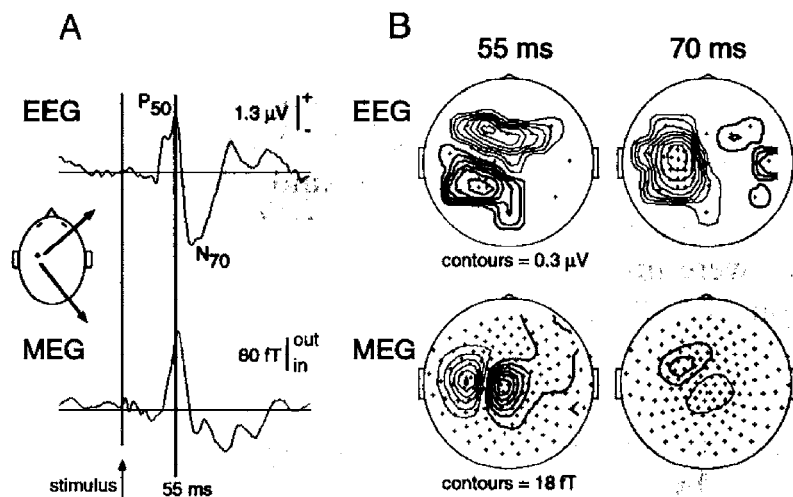 A
B
55 ms
70 ms
EEG
P50
1.3 µV
+
-
EEG
N70
contours = 0.3 µV
MEG
60 fT
out
in
MEG
stimulus
55 ms
contours = 18 fT